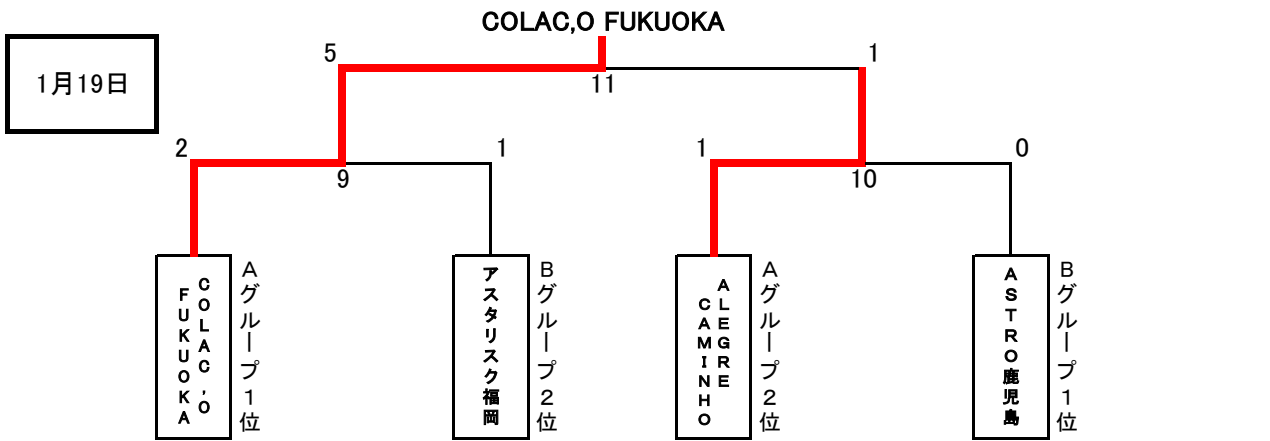 COLAC,O FUKUOKA
1月19日
5
1
11
2
1
1
0
9
10
COLAC,O
FUKUOKA
Aグループ1位
アスタリスク福岡
Bグループ2位
ALEGRE
CAMINHO
Aグループ2位
ASTRO鹿児島
Bグループ1位